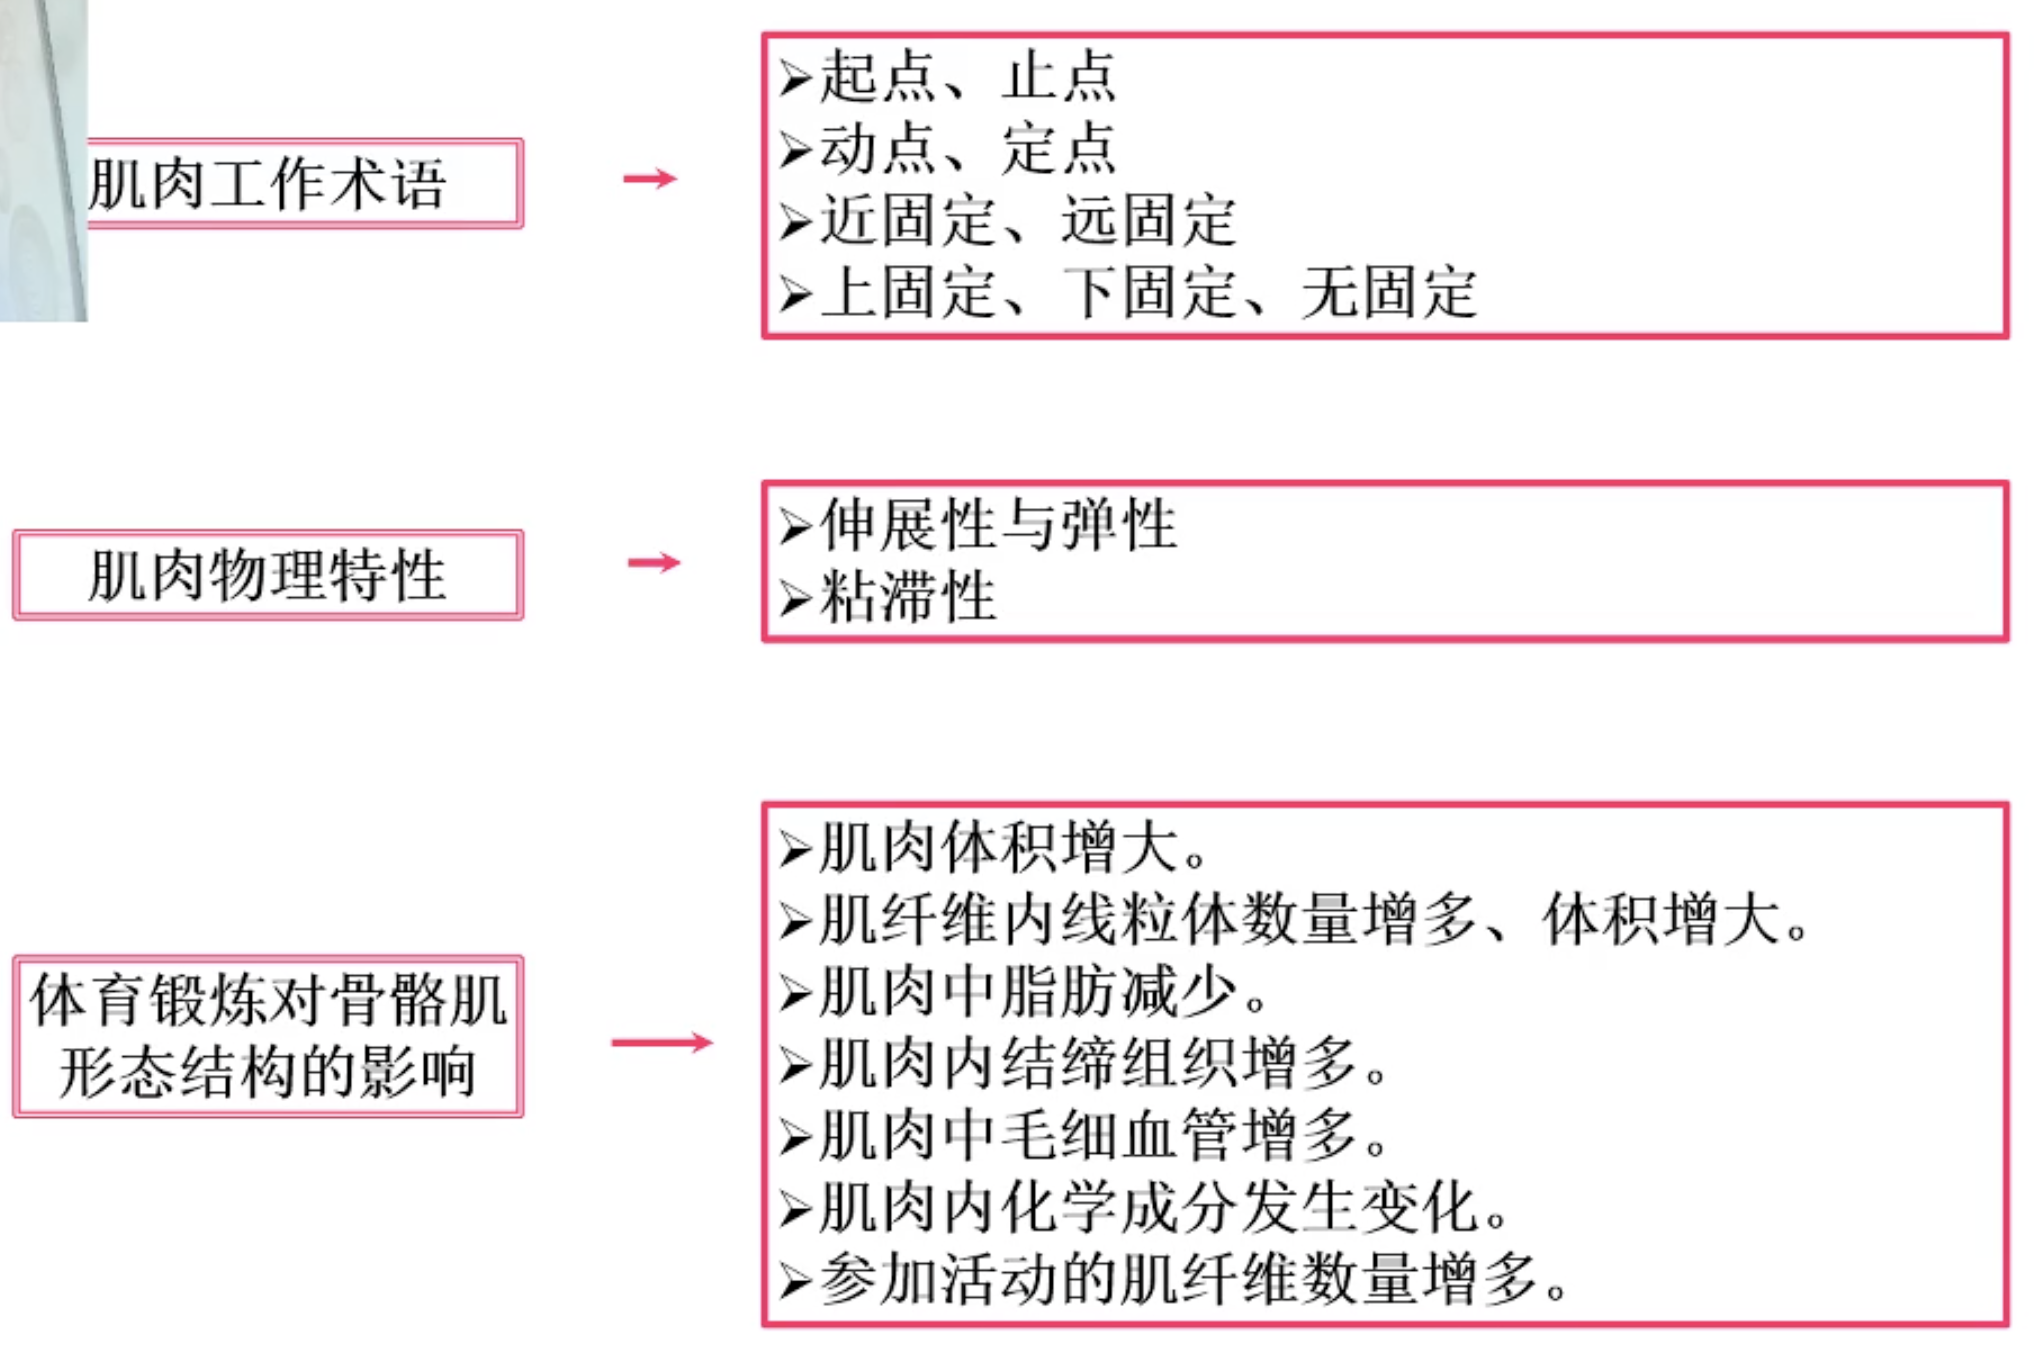 肌肉工作术语
➢起点、止点
➢动点、定点
➢近固定、远固定
➢上固定、下固定、无固定
肌肉物理特性
➢伸展性与弹性
➢粘滞性
体育锻炼对骨骼肌
形态结构的影响
➢肌肉体积增大。
➢肌纤维内线粒体数量增多、体积增大。
➢肌肉中脂肪减少。
➢肌肉内结缔组织增多。
➢肌肉中毛细血管增多。
➢肌肉内化学成分发生变化。
➢参加活动的肌纤维数量增多。